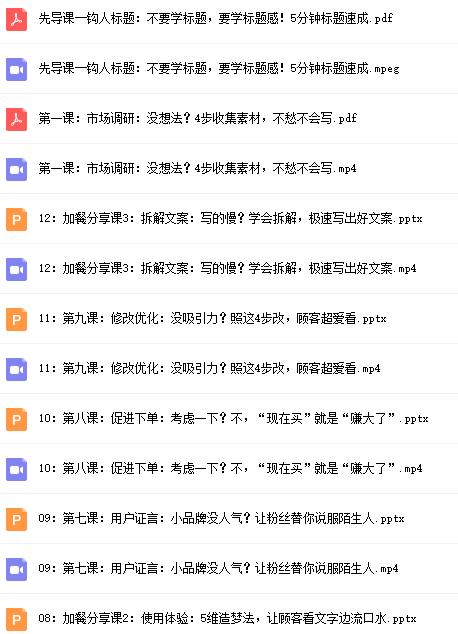 先导课一钩人标题：不要学标题，要学标题感！5分钟标题速成.pdf
先导课一钩人标题：不要学标题，要学标题感！5分钟标题速成.mpeg
第一课：市场调研：没想法？4步收集素材，不愁不会写.pdf
第一课：市场调研：没想法？4步收集素材，不愁不会写.mp4
12：加餐分享课3：拆解文案：写的慢？学会拆解，极速写出好文案.pptx
12：加餐分享课3：拆解文案：写的慢？学会拆解，极速写出好文案.mp4
11：第九课：修改优化：没吸引力？照这4步改，顾客超爱看.pptx
11：第九课：修改优化：没吸引力？照这4步改，顾客超爱看.mp4
10：第八课：促进下单：考虑一下？不，“现在买”就是“赚大了”.pptx
10：第八课：促进下单：考虑一下？不，“现在买”就是“赚大了”.mp4
09：第七课：用户证言：小品牌没人气？让粉丝替你说服陌生人.pptx
09：第七课：用户证言：小品牌没人气？让粉丝替你说服陌生人.mp4
08：加餐分享课2：使用体验：5维造梦法，让顾客看文字边流口水.pptx